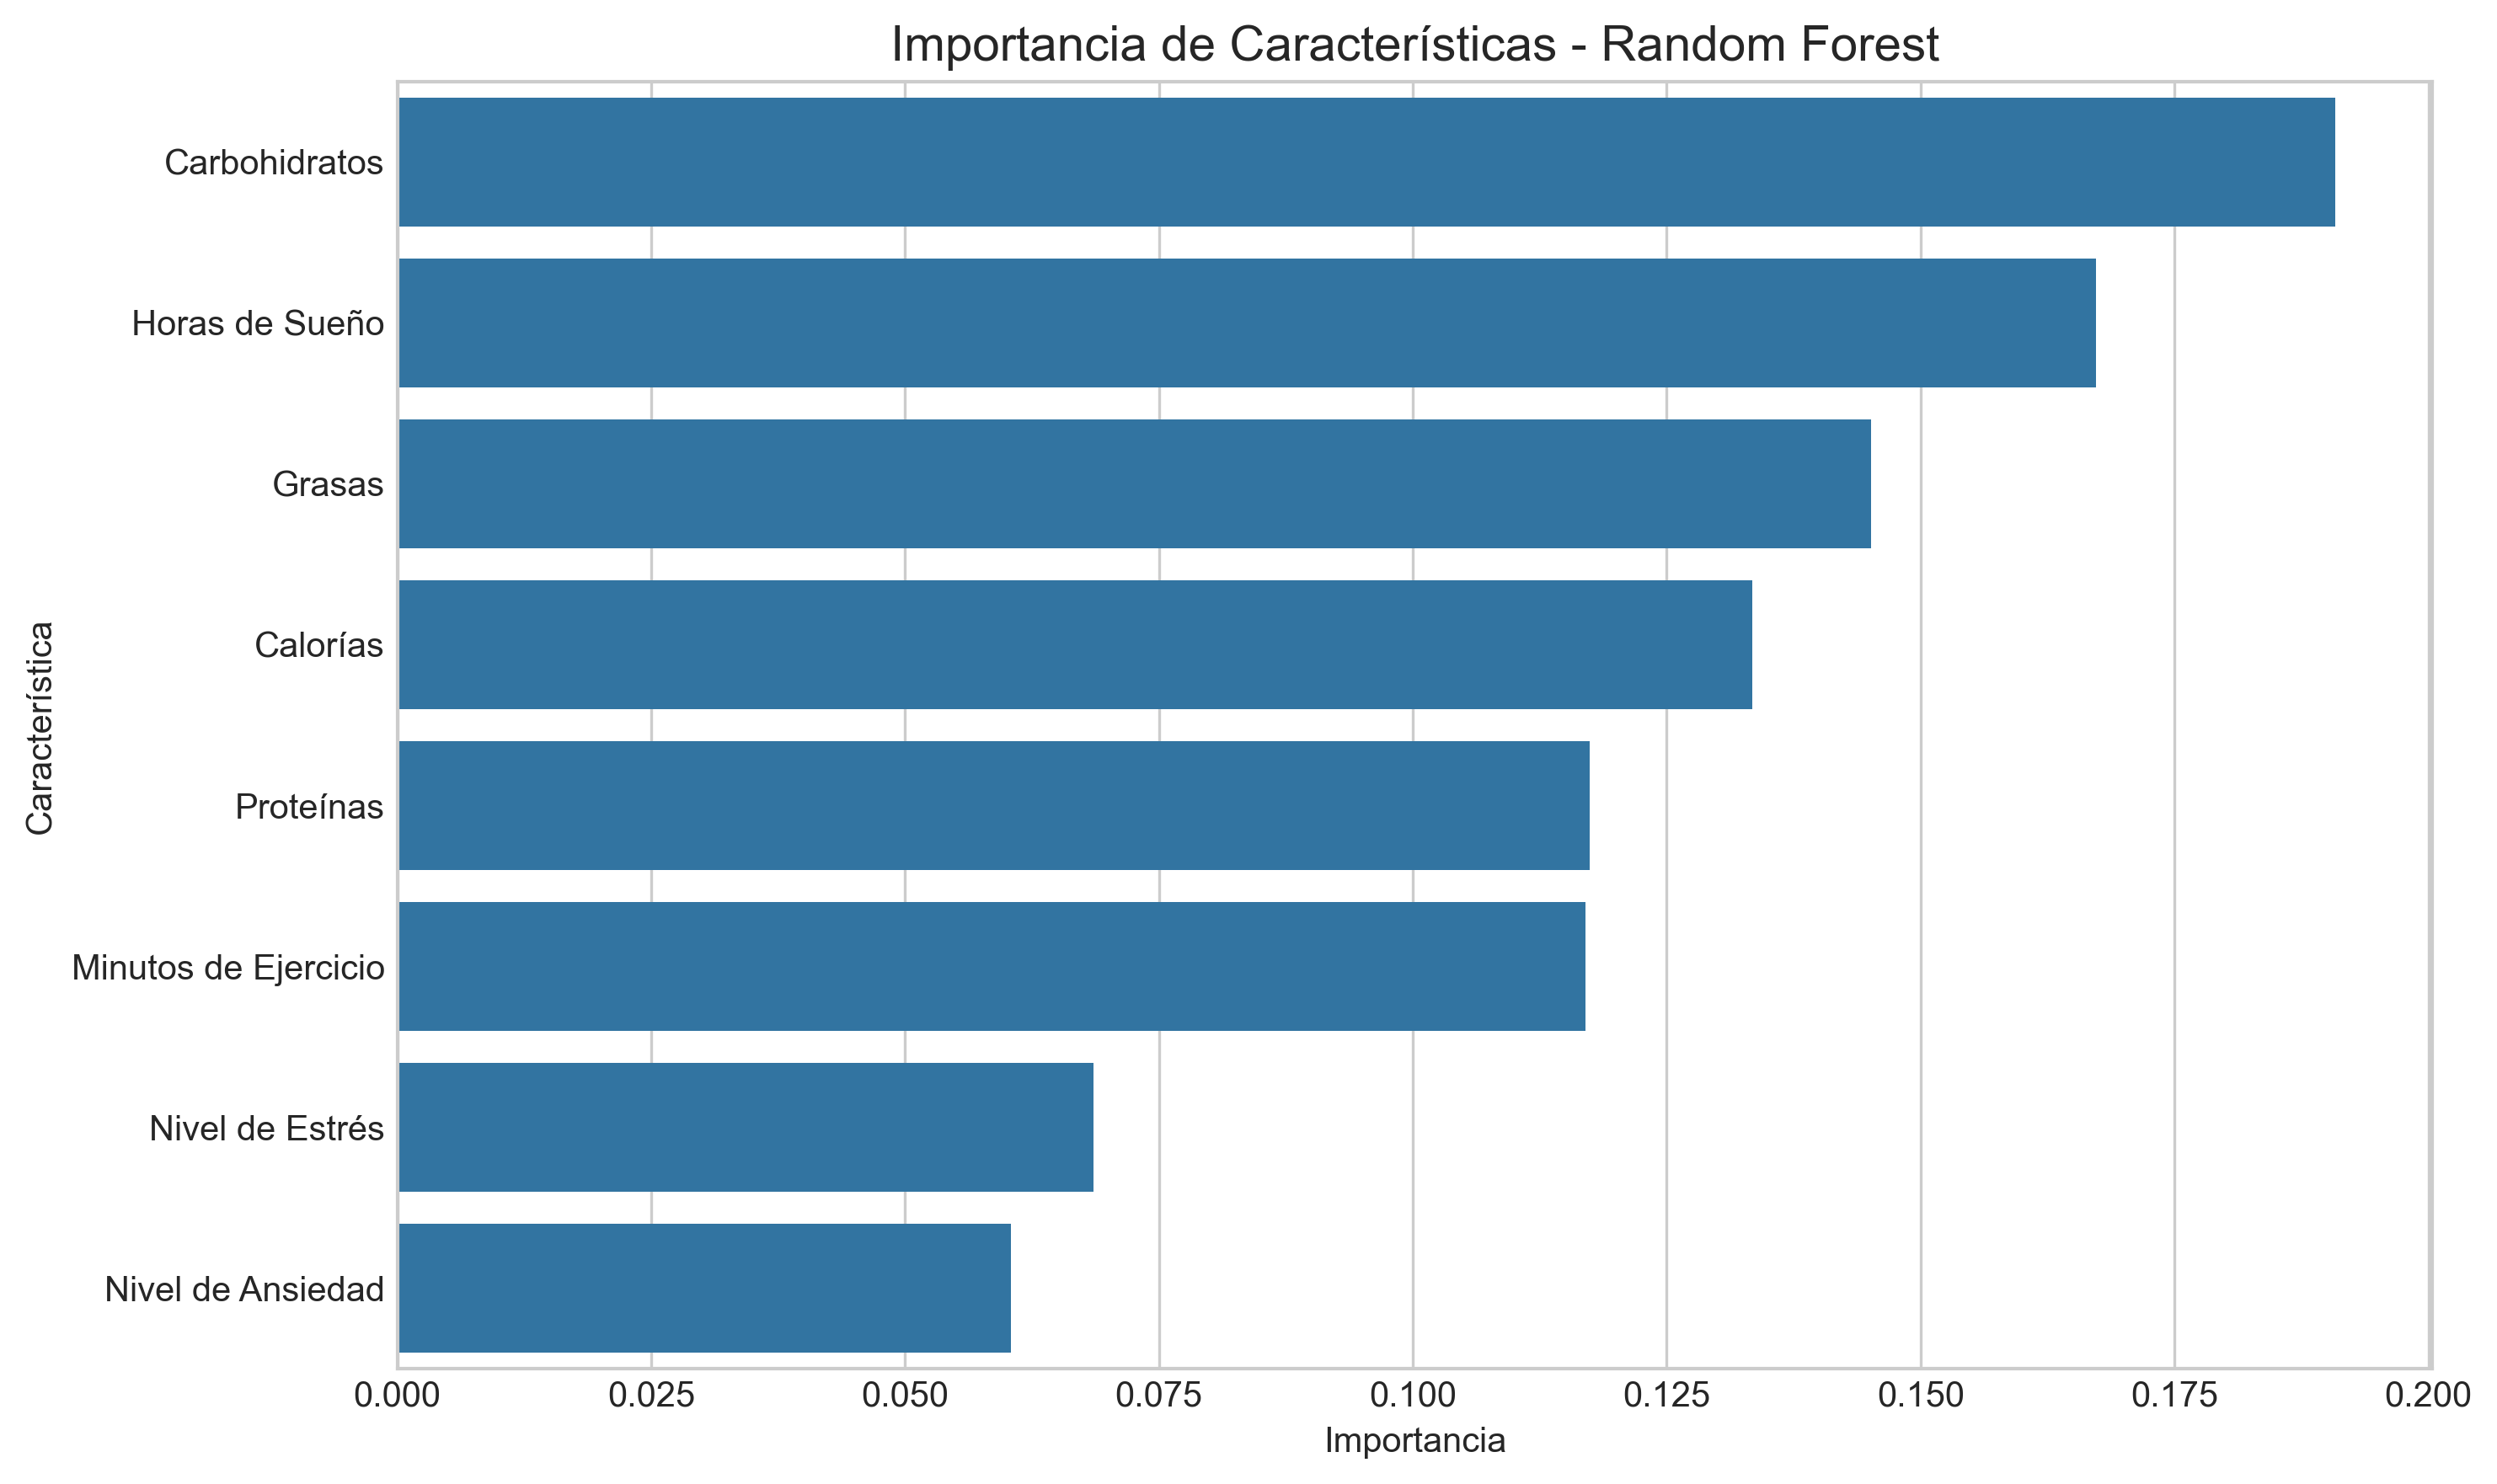 Importancia de Características - Random Forest
Característica
Carbohidratos
Horas de Sueño
Grasas
Calorías
Proteínas
Minutos de Ejercicio
Nivel de Estrés
Nivel de Ansiedad
0.000 0.025 0.050 0.075 0.100 0.125 0.150 0.175 0.200
Importancia